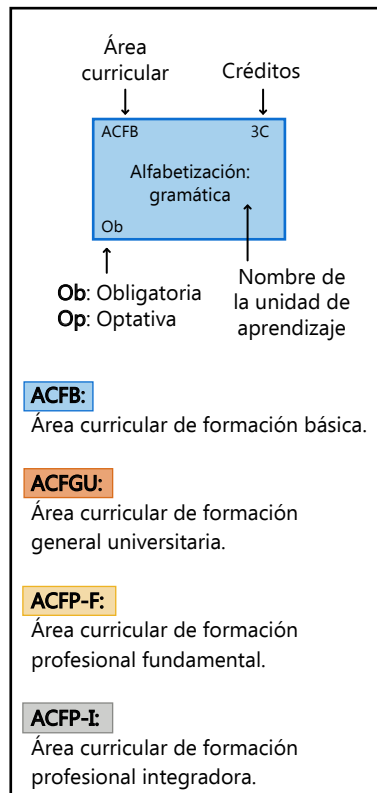 Área
curricular
Créditos
ACFB
3C
Alfabetización:
gramática
Ob
Ob: Obligatoria
Op: Optativa
Nombre de
la unidad de
aprendizaje
ACFB:
Área curricular de formación básica.
ACFGU:
Área curricular de formación
general universitaria.
ACFP-F:
Área curricular de formación
profesional fundamental.
ACFP-I:
Área curricular de formación
profesional integradora.